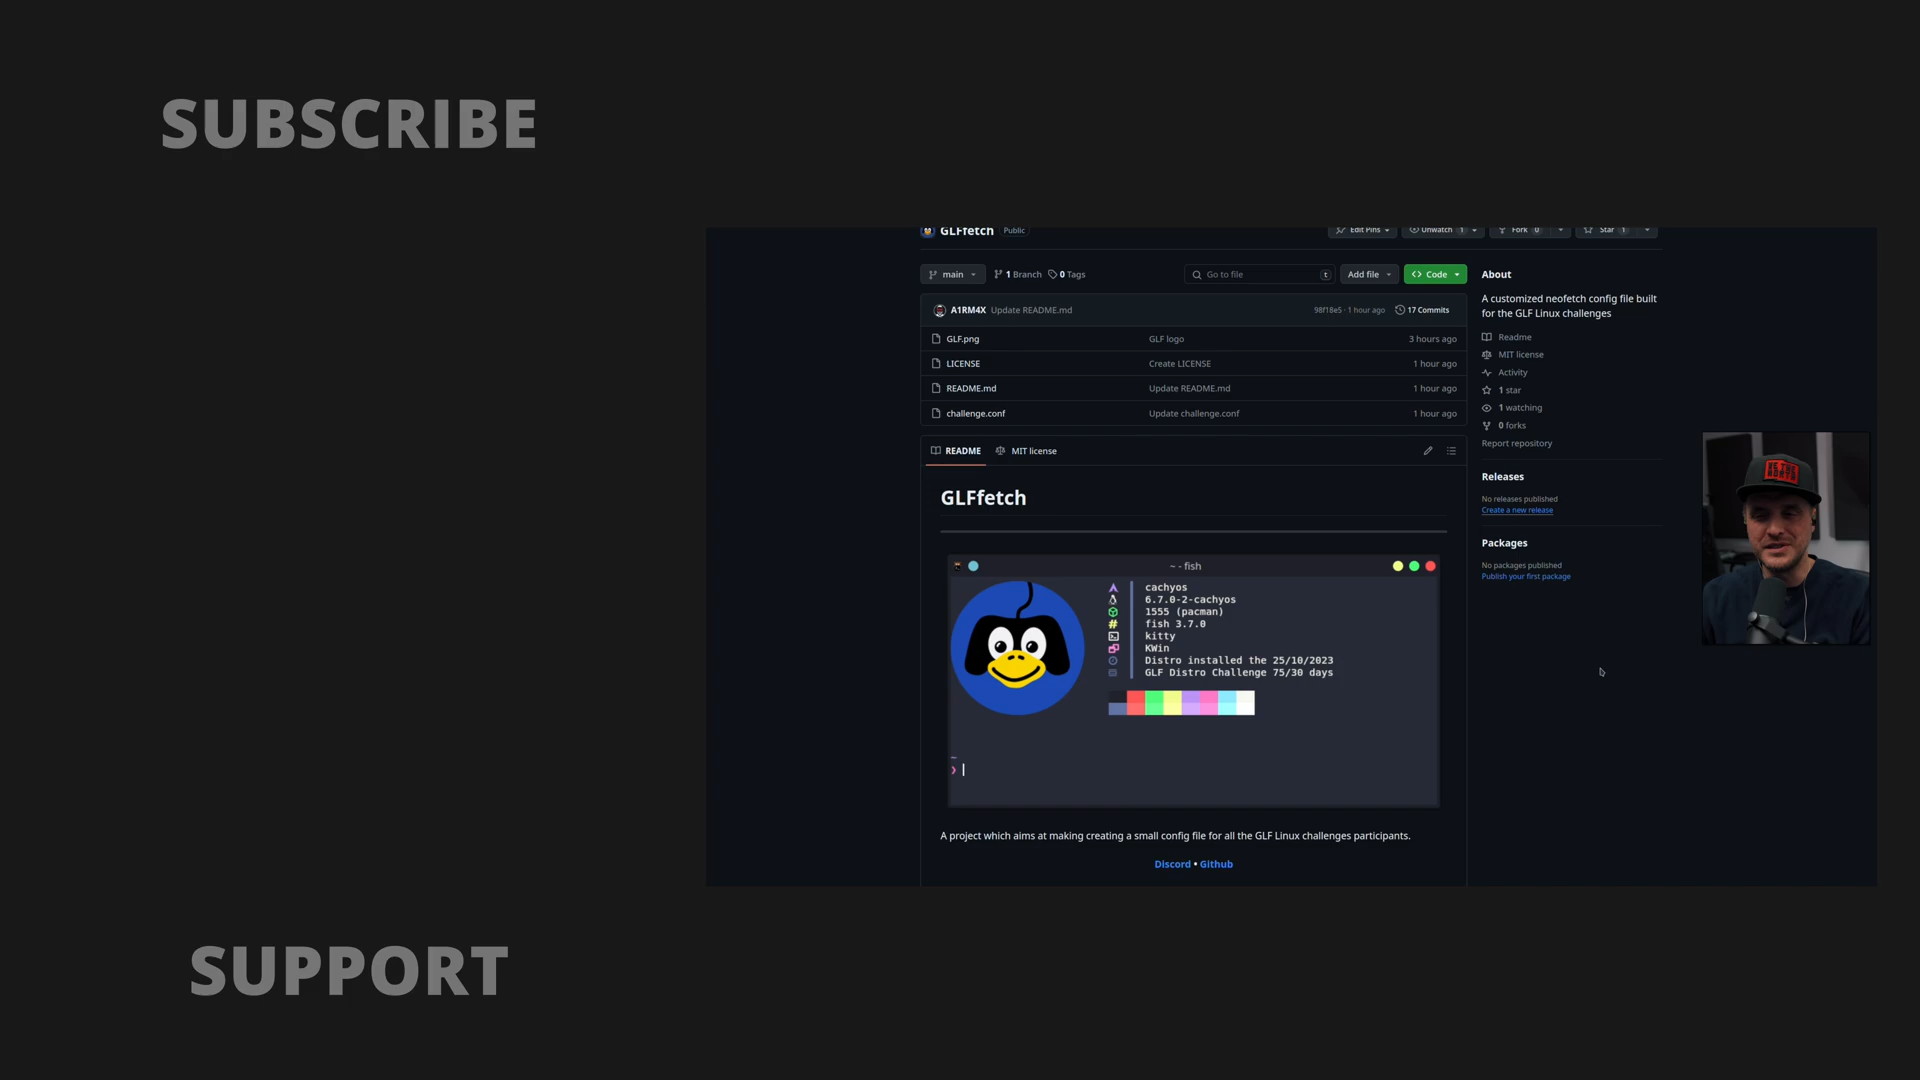 SUBSCRIBE
GLFfetch Public
Edit Pins Unwatch 1 Fork 0 Star 1
main 1 Branch 0 Tags Go to file t Add file Code
A1RM4X Update README.md 98f18e5 · 1 hour ago 17 Commits
GLF.png GLF logo 3 hours ago
LICENSE Create LICENSE 1 hour ago
README.md Update README.md 1 hour ago
challenge.conf Update challenge.conf 1 hour ago
README MIT license
GLFfetch
~ - fish
cachyos
6.7.0-2-cachyos
1555 (pacman)
# fish 3.7.0
kitty
KWin
Distro installed the 25/10/2023
GLF Distro Challenge 75/30 days
~
❯
A project which aims at making creating a small config file for all the GLF Linux challenges participants.
Discord • Github
About
A customized neofetch config file built
for the GLF Linux challenges
Readme
MIT license
Activity
1 star
1 watching
0 forks
Report repository
Releases
No releases published
Create a new release
Packages
No packages published
Publish your first package
SUPPORT